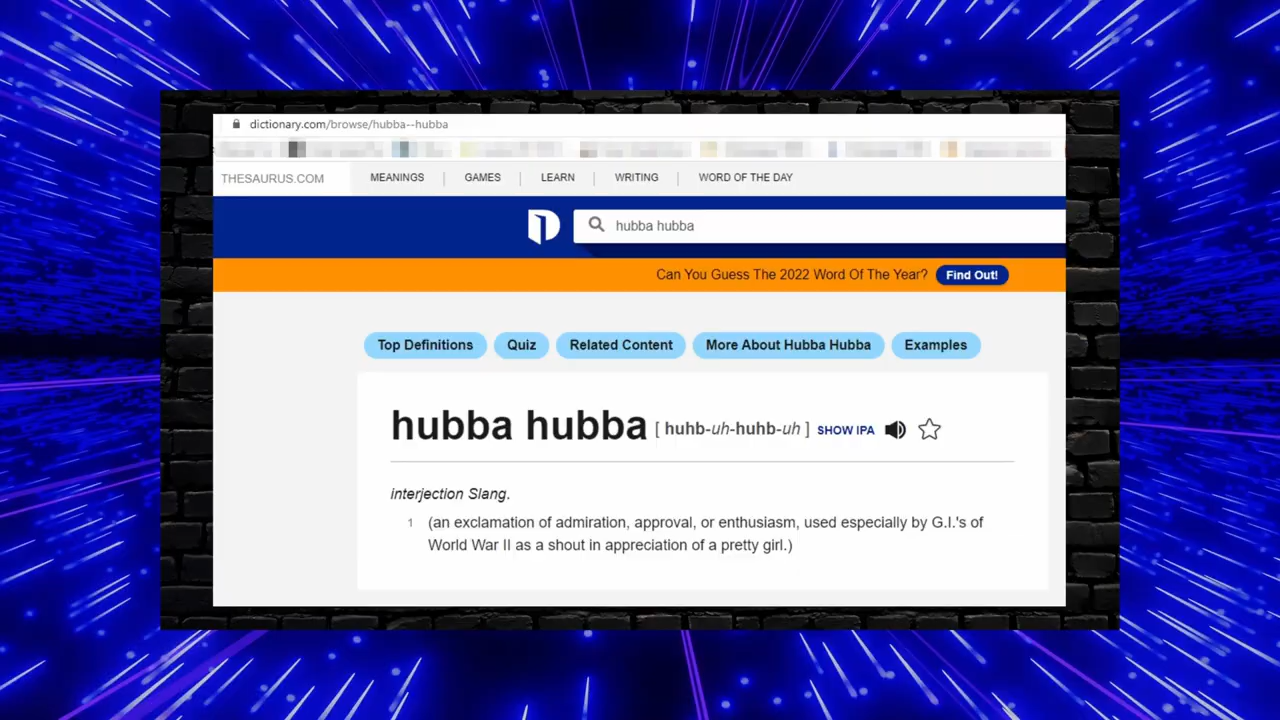 dictionary.com/browse/hubba--hubba
THESAURUS.COM MEANINGS GAMES LEARN WRITING WORD OF THE DAY
hubba hubba
Can You Guess The 2022 Word Of The Year? Find Out!
Top Definitions Quiz Related Content More About Hubba Hubba Examples
hubba hubba [ huhb-uh-huhb-uh ] SHOW IPA
interjection Slang.
1 (an exclamation of admiration, approval, or enthusiasm, used especially by G.I.'s of
World War II as a shout in appreciation of a pretty girl.)